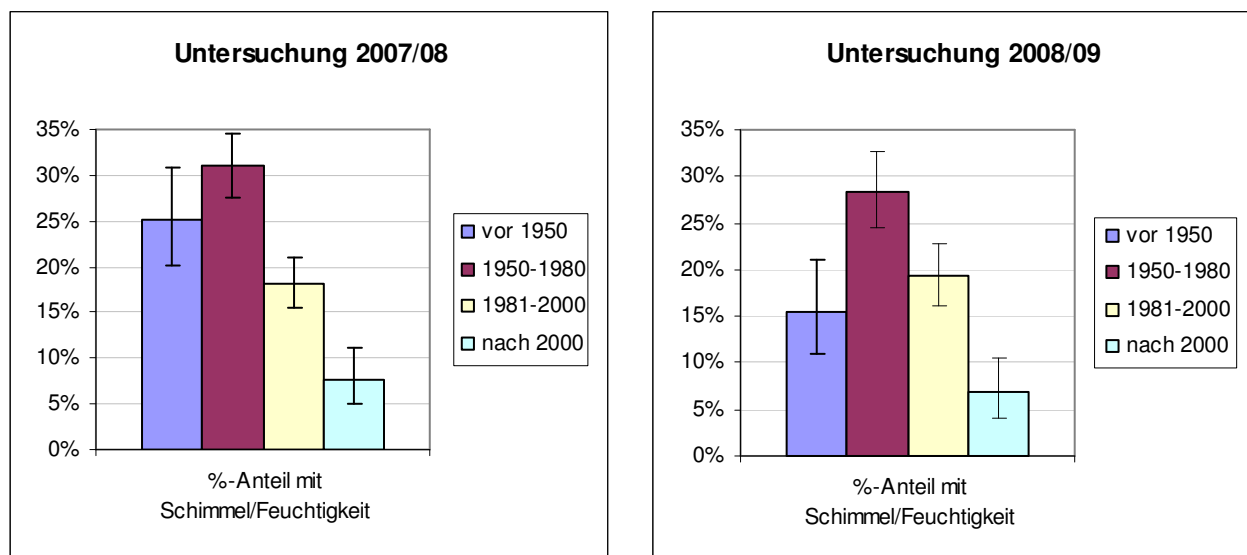 Untersuchung 2007/08
35%
30%
25%
20%
15%
10%
5%
0%
%-Anteil mit
Schimmel/Feuchtigkeit
vor 1950
1950-1980
1981-2000
nach 2000
Untersuchung 2008/09
35%
30%
25%
20%
15%
10%
5%
0%
%-Anteil mit
Schimmel/Feuchtigkeit
vor 1950
1950-1980
1981-2000
nach 2000